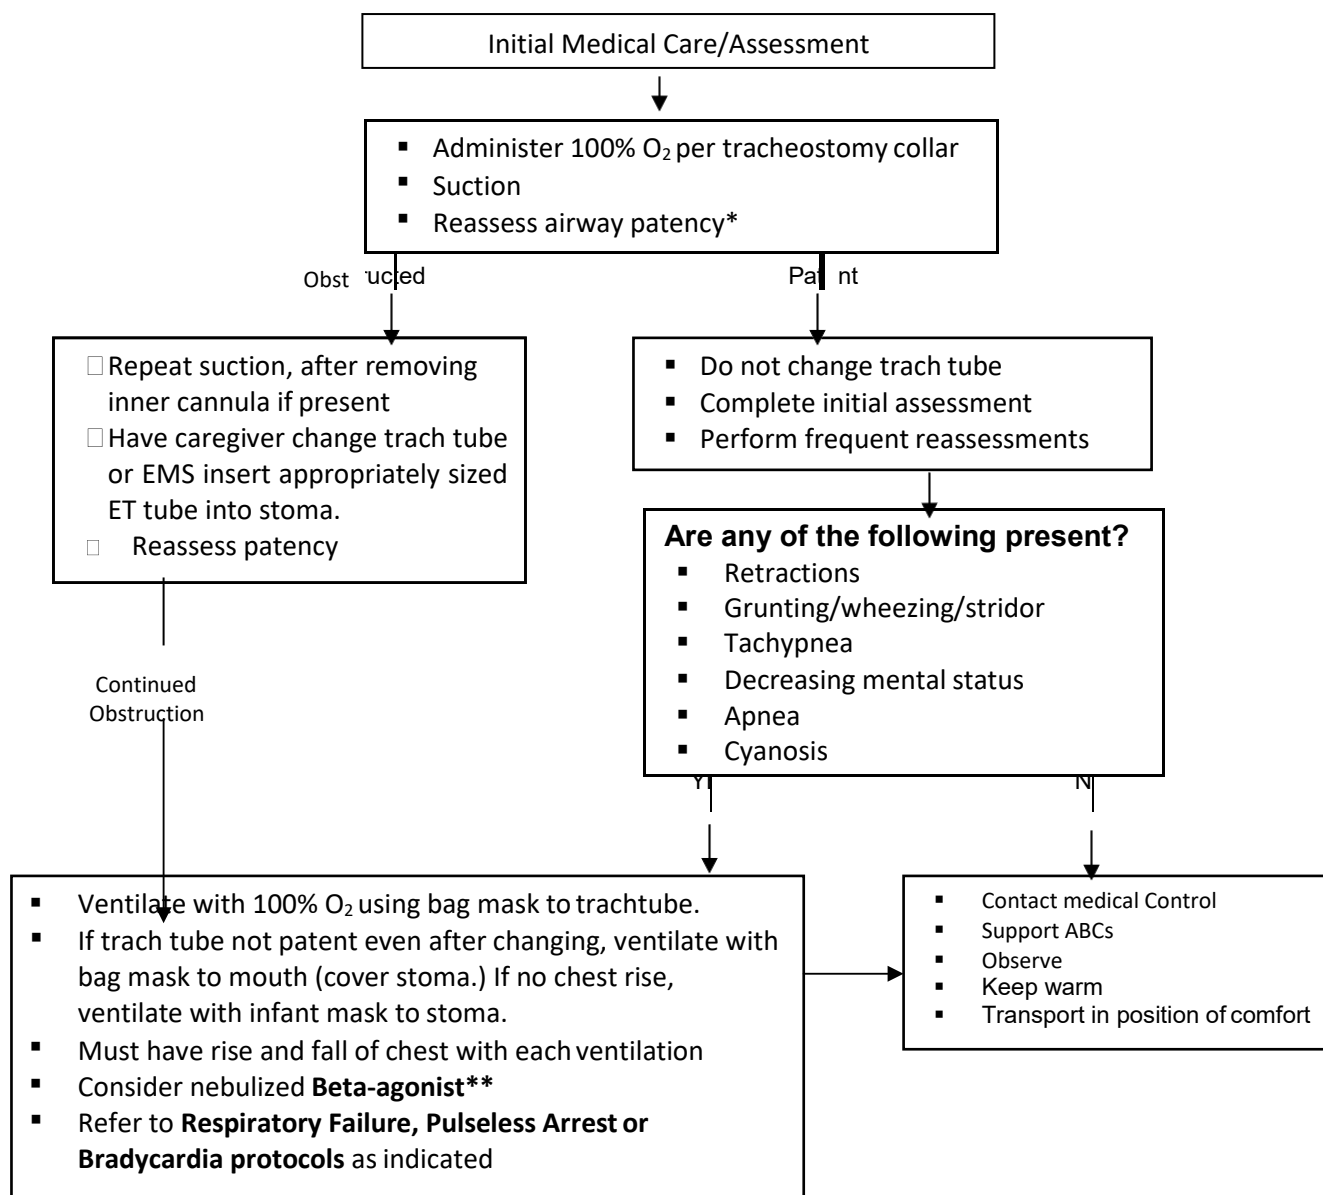 Initial Medical Care/Assessment
▪ Administer 100% O₂ per tracheostomy collar
▪ Suction
▪ Reassess airway patency*
Obst ructed
Pat nt
□ Repeat suction, after removing
inner cannula if present
□ Have caregiver change trach tube
or EMS insert appropriately sized
ET tube into stoma.
□ Reassess patency
▪ Do not change trach tube
▪ Complete initial assessment
▪ Perform frequent reassessments
Are any of the following present?
▪ Retractions
▪ Grunting/wheezing/stridor
▪ Tachypnea
▪ Decreasing mental status
▪ Apnea
▪ Cyanosis
Continued
Obstruction
N
▪ Ventilate with 100% O₂ using bag mask to trachtube.
▪ If trach tube not patent even after changing, ventilate with
bag mask to mouth (cover stoma.) If no chest rise,
ventilate with infant mask to stoma.
▪ Must have rise and fall of chest with each ventilation
▪ Consider nebulized Beta-agonist**
▪ Refer to Respiratory Failure, Pulseless Arrest or
Bradycardia protocols as indicated
▪ Contact medical Control
▪ Support ABCs
▪ Observe
▪ Keep warm
▪ Transport in position of comfort